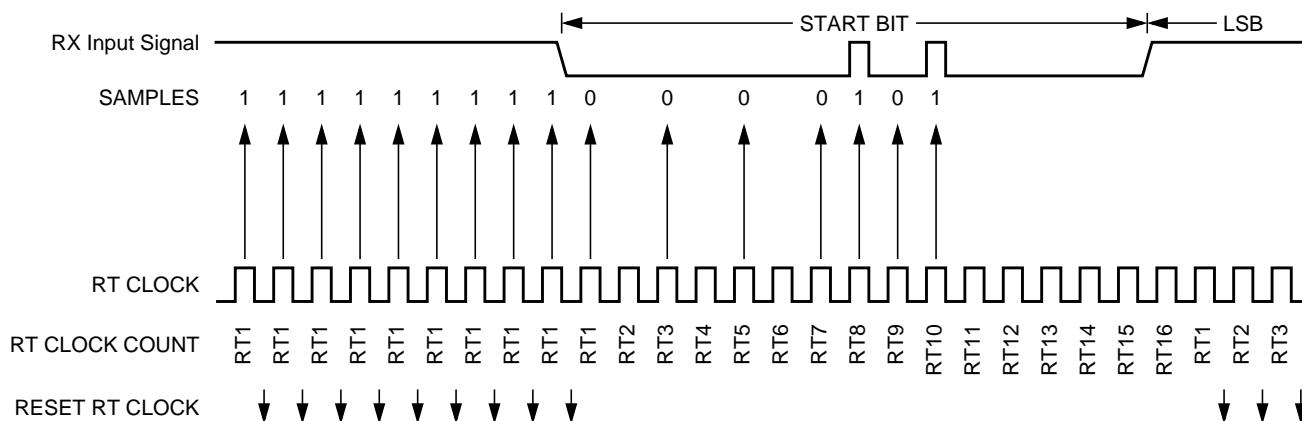 START BIT LSB
RX Input Signal
SAMPLES 1 1 1 1 1 1 1 1 1 0 0 0 0 1 0 1
RT CLOCK
RT CLOCK COUNT RT1 RT1 RT1 RT1 RT1 RT1 RT1 RT1 RT1 RT1 RT2 RT3 RT4 RT5 RT6 RT7 RT8 RT9 RT10 RT11 RT12 RT13 RT14 RT15 RT16 RT1 RT2 RT3
RESET RT CLOCK